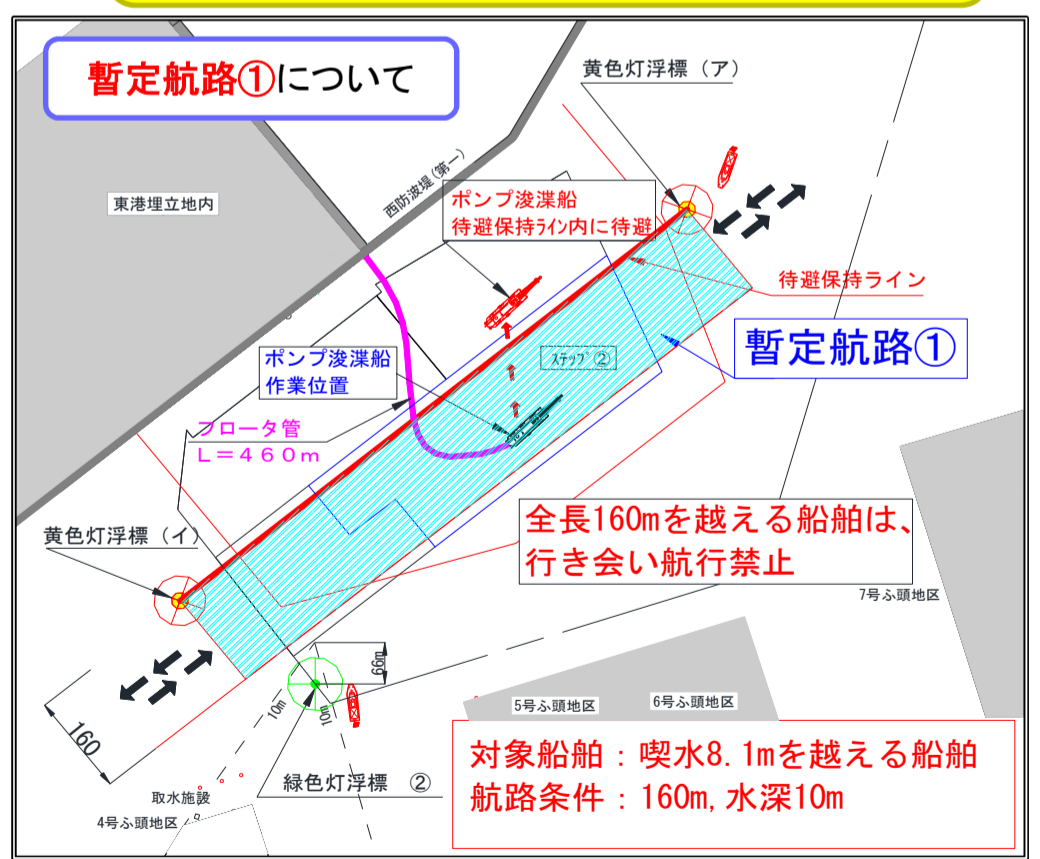 暫定航路①について
黄色灯浮標（ア）
西防波堤(第一)
東港埋立地内
ポンプ浚渫船
待避保持ﾗｲﾝ内に待避
待避保持ライン
暫定航路①
ｽﾃｯﾌﾟ②
ポンプ浚渫船
作業位置
フロータ管
L＝４６０ｍ
全長160mを越える船舶は、
行き会い航行禁止
黄色灯浮標（イ）
7号ふ頭地区
66m
10m
10m
5号ふ頭地区
6号ふ頭地区
160
緑色灯浮標　②
取水施設
4号ふ頭地区
対象船舶：喫水8.1mを越える船舶
航路条件：160m,水深10m